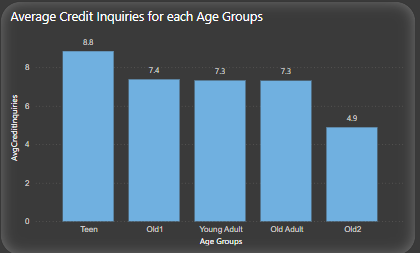 Average Credit Inquiries for each Age Groups
8.8
7.4
7.3
7.3
4.9
8
6
4
2
0
AvgCreditInquiries
Teen
Old1
Young Adult
Old Adult
Old2
Age Groups